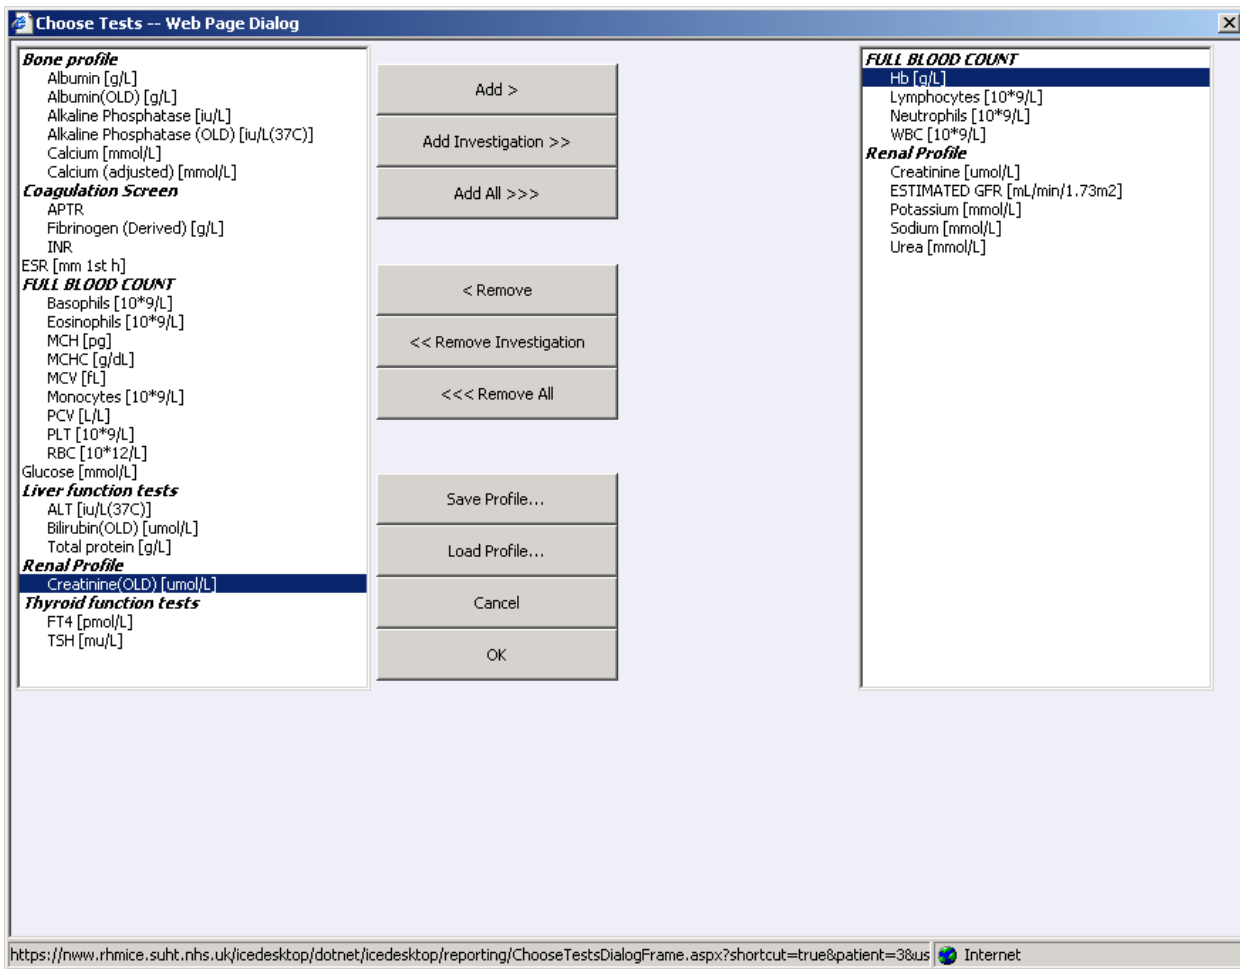 Choose Tests -- Web Page Dialog
Bone profile
Albumin [g/L]
Albumin(OLD) [g/L]
Alkaline Phosphatase [iu/L]
Alkaline Phosphatase (OLD) [iu/L(37C)]
Calcium [mmol/L]
Calcium (adjusted) [mmol/L]
Coagulation Screen
APTR
Fibrinogen (Derived) [g/L]
INR
ESR [mm 1st h]
FULL BLOOD COUNT
Basophils [10*9/L]
Eosinophils [10*9/L]
MCH [pg]
MCHC [g/dL]
MCV [fL]
Monocytes [10*9/L]
PCV [L/L]
PLT [10*9/L]
RBC [10*12/L]
Glucose [mmol/L]
Liver function tests
ALT [iu/L(37C)]
Bilirubin(OLD) [umol/L]
Total protein [g/L]
Renal Profile
Creatinine(OLD) [umol/L]
Thyroid function tests
FT4 [pmol/L]
TSH [mu/L]
Add >
Add Investigation >>
Add All >>>
< Remove
<< Remove Investigation
<<< Remove All
Save Profile...
Load Profile...
Cancel
OK
FULL BLOOD COUNT
Hb [g/L]
Lymphocytes [10*9/L]
Neutrophils [10*9/L]
WBC [10*9/L]
Renal Profile
Creatinine [umol/L]
ESTIMATED GFR [mL/min/1.73m2]
Potassium [mmol/L]
Sodium [mmol/L]
Urea [mmol/L]
https://nww.rhmice.suht.nhs.uk/icedesktop/dotnet/icedesktop/reporting/ChooseTestsDialogFrame.aspx?shortcut=true&patient=3&us
Internet